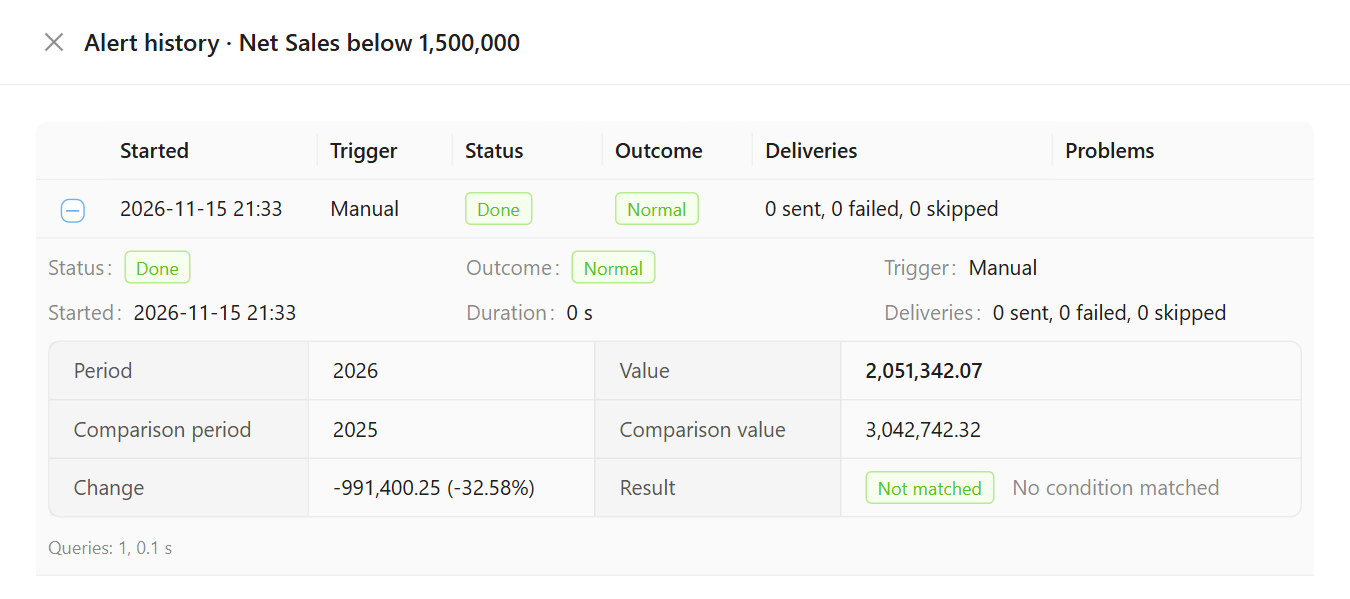 Alert history · Net Sales below 1,500,000
Started Trigger Status Outcome Deliveries Problems
2026-11-15 21:33 Manual Done Normal 0 sent, 0 failed, 0 skipped
Status: Done Outcome: Normal Trigger: Manual
Started: 2026-11-15 21:33 Duration: 0 s Deliveries: 0 sent, 0 failed, 0 skipped
Period 2026 Value 2,051,342.07
Comparison period 2025 Comparison value 3,042,742.32
Change -991,400.25 (-32.58%) Result Not matched No condition matched
Queries: 1, 0.1 s